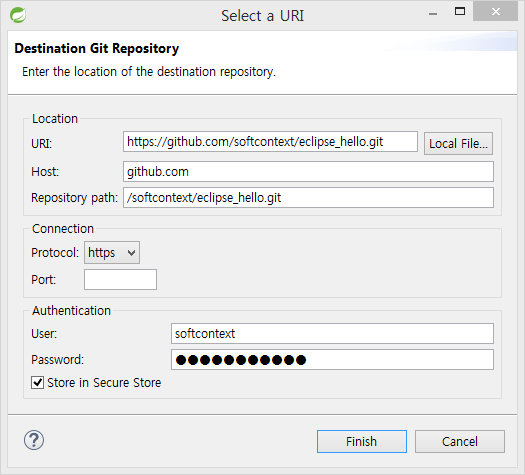 Select a URI
Destination Git Repository
Enter the location of the destination repository.
Location
URI: https://github.com/softcontext/eclipse_hello.git Local File...
Host: github.com
Repository path: /softcontext/eclipse_hello.git
Connection
Protocol: https
Port:
Authentication
User: softcontext
Password: ●●●●●●●●●●●
Store in Secure Store
? Finish Cancel